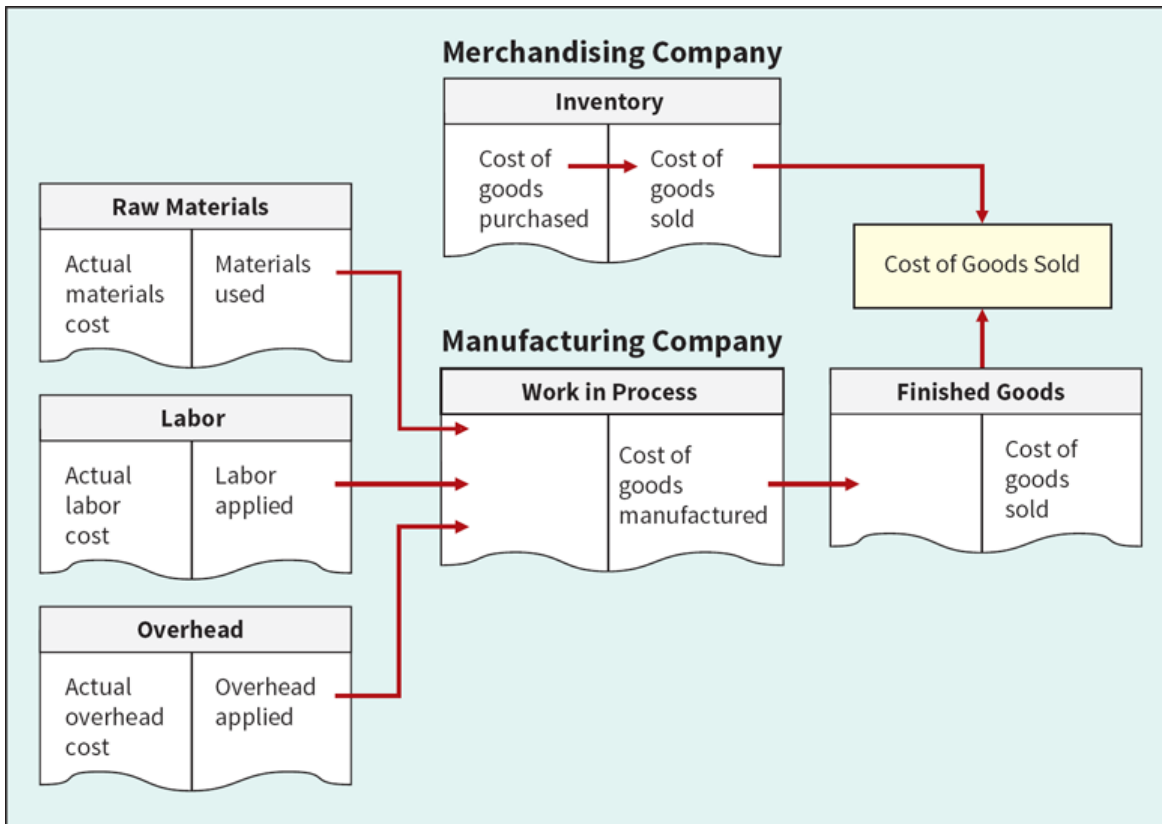 Merchandising Company
Inventory
Cost of
goods
purchased
Cost of
goods
sold
Cost of Goods Sold
Raw Materials
Actual
materials
cost
Materials
used
Labor
Actual
labor
cost
Labor
applied
Overhead
Actual
overhead
cost
Overhead
applied
Manufacturing Company
Work in Process
Cost of
goods
manufactured
Finished Goods
Cost of
goods
sold